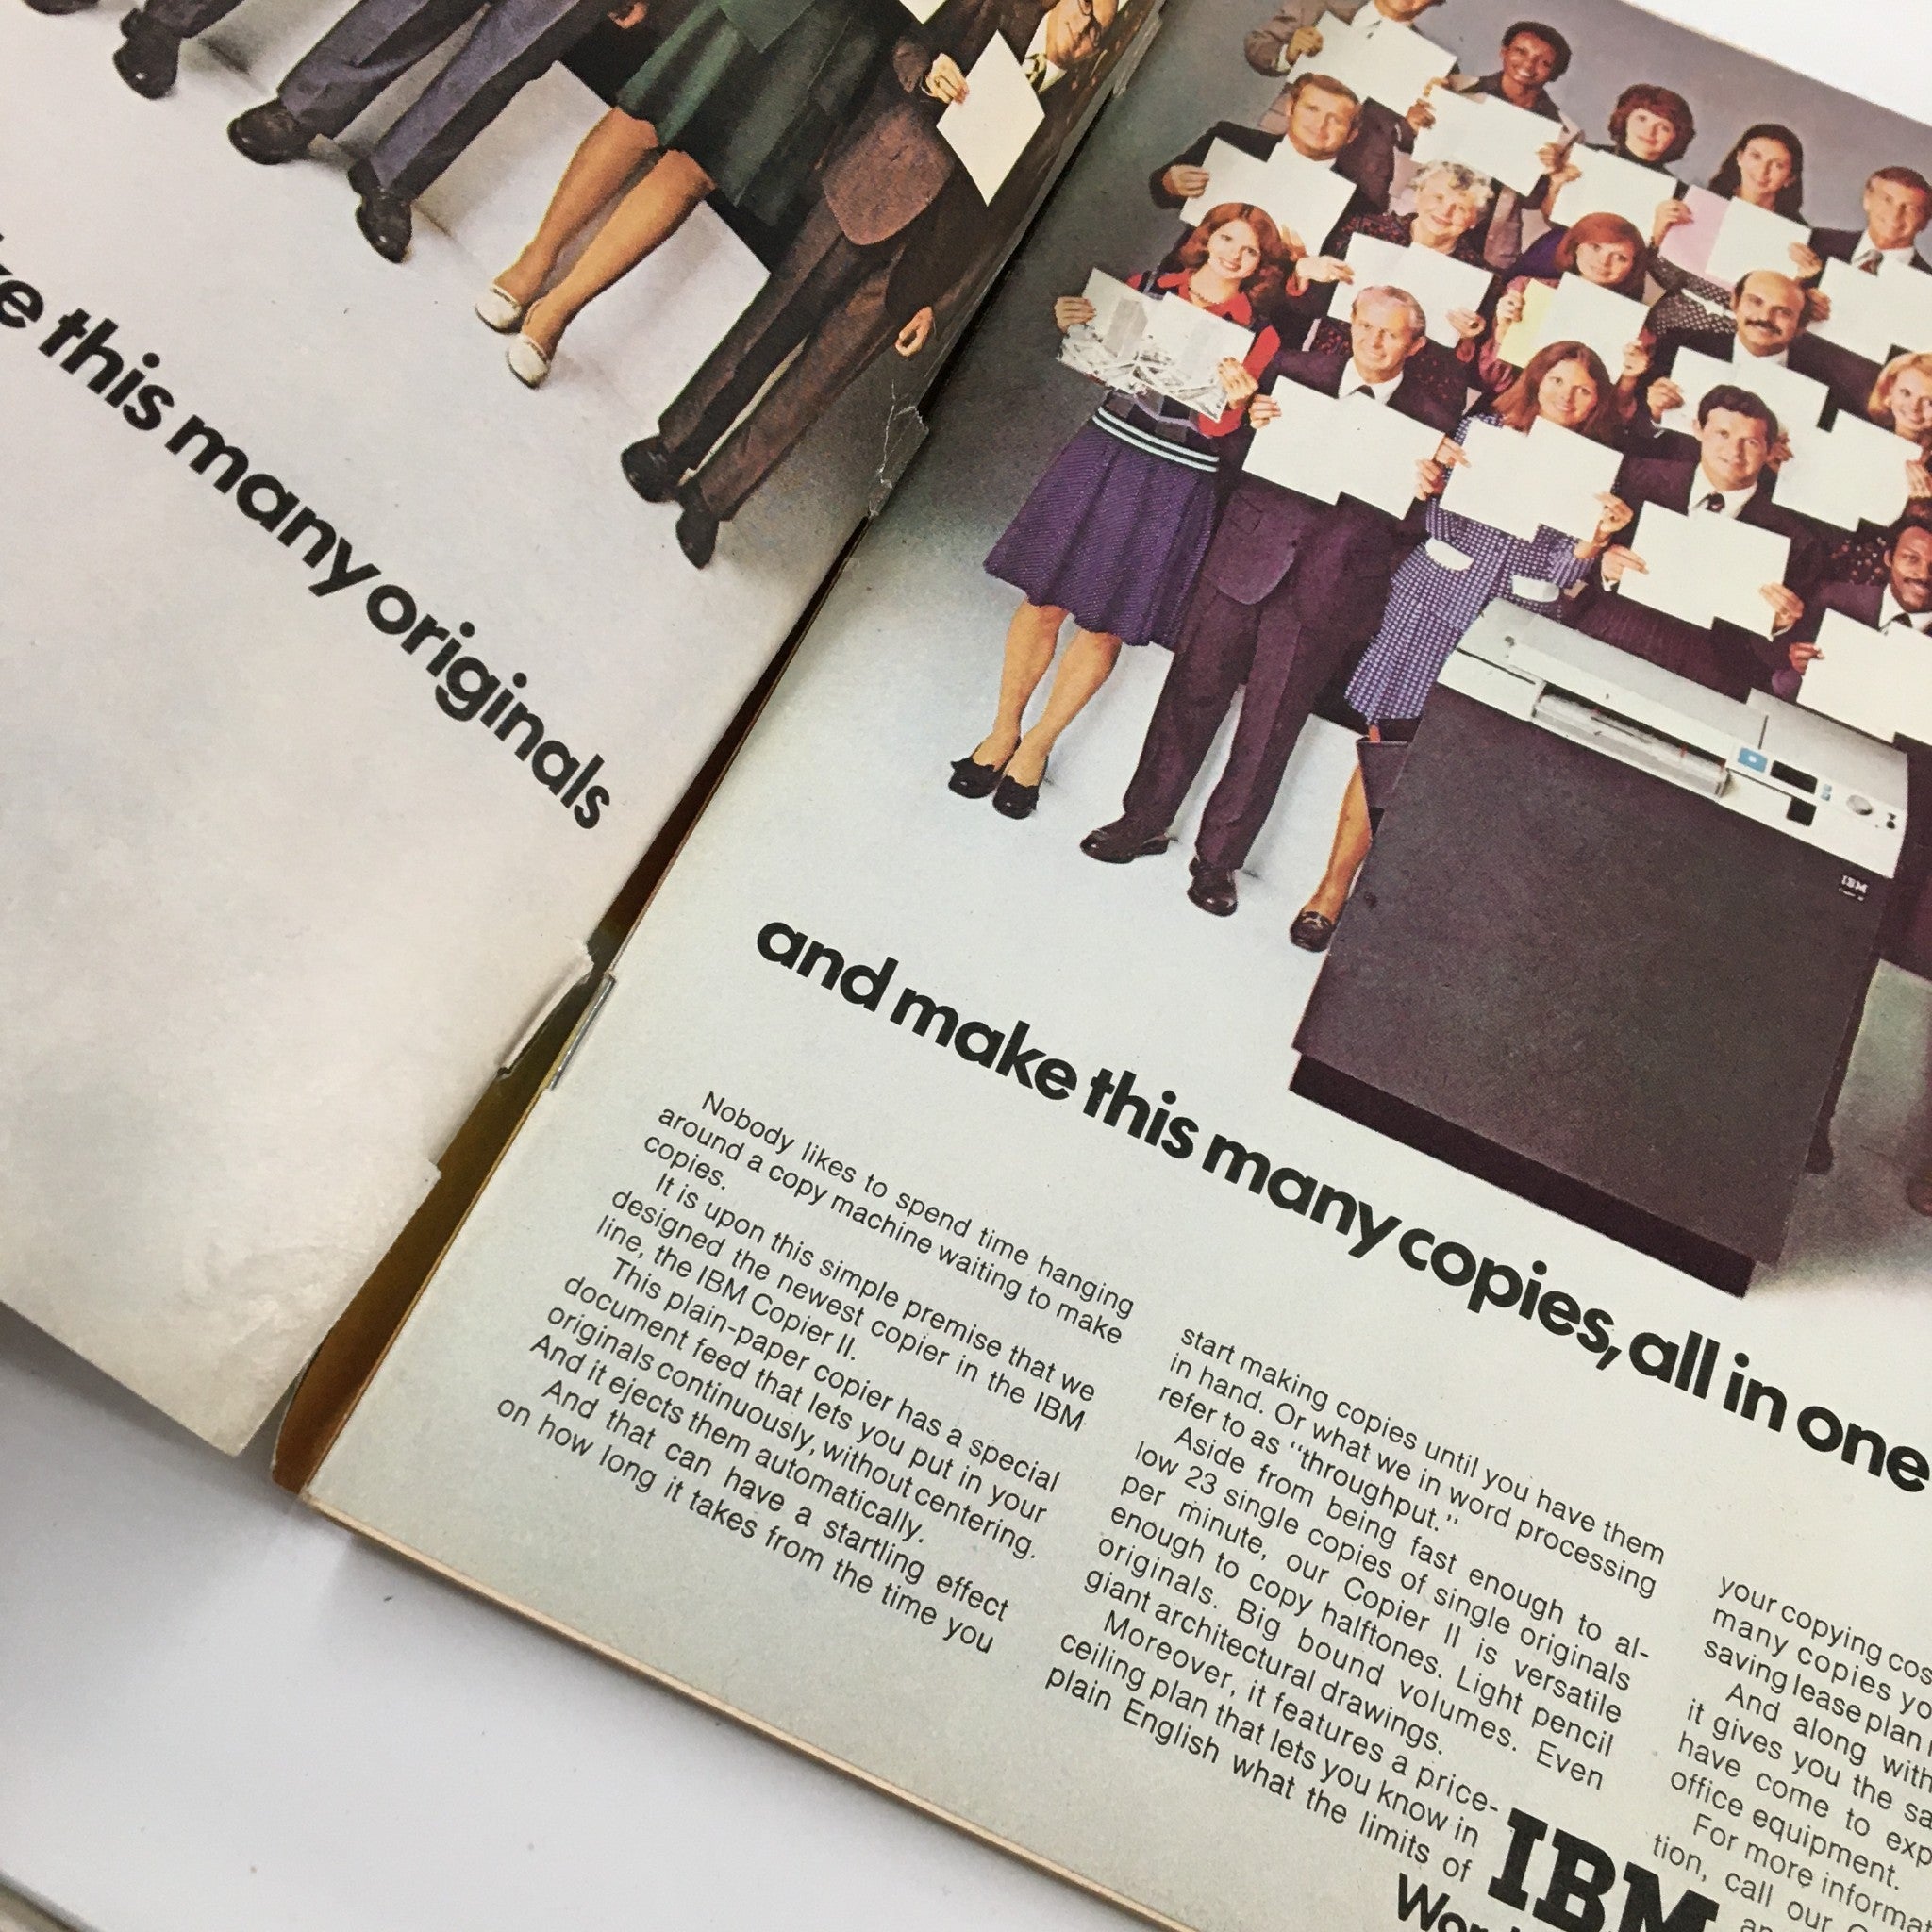 this many originals
and make this many copies, all in one
IBM
Nobody likes to spend time hanging
around a copy machine waiting to make
copies.
It is upon this simple premise that we
designed the newest copier in the IBM
line, the IBM Copier II.
This plain-paper copier has a special
document feed that lets you put in your
originals continuously, without centering.
And it ejects them automatically.
And that can have a startling effect
on how long it takes from the time you
start making copies until you have them
in hand. Or what we in word processing
refer to as "throughput."
Aside from being fast enough to al-
low 23 single copies of single originals
per minute, our Copier II is versatile
enough to copy halftones. Light pencil
originals. Big bound volumes. Even
giant architectural drawings.
Moreover, it features a price-
ceiling plan that lets you know in
plain English what the limits of
your copying
many copies
saving lease plan
And along with
it gives you the
have come to
office equipment.
For more
tion, call our
IBM